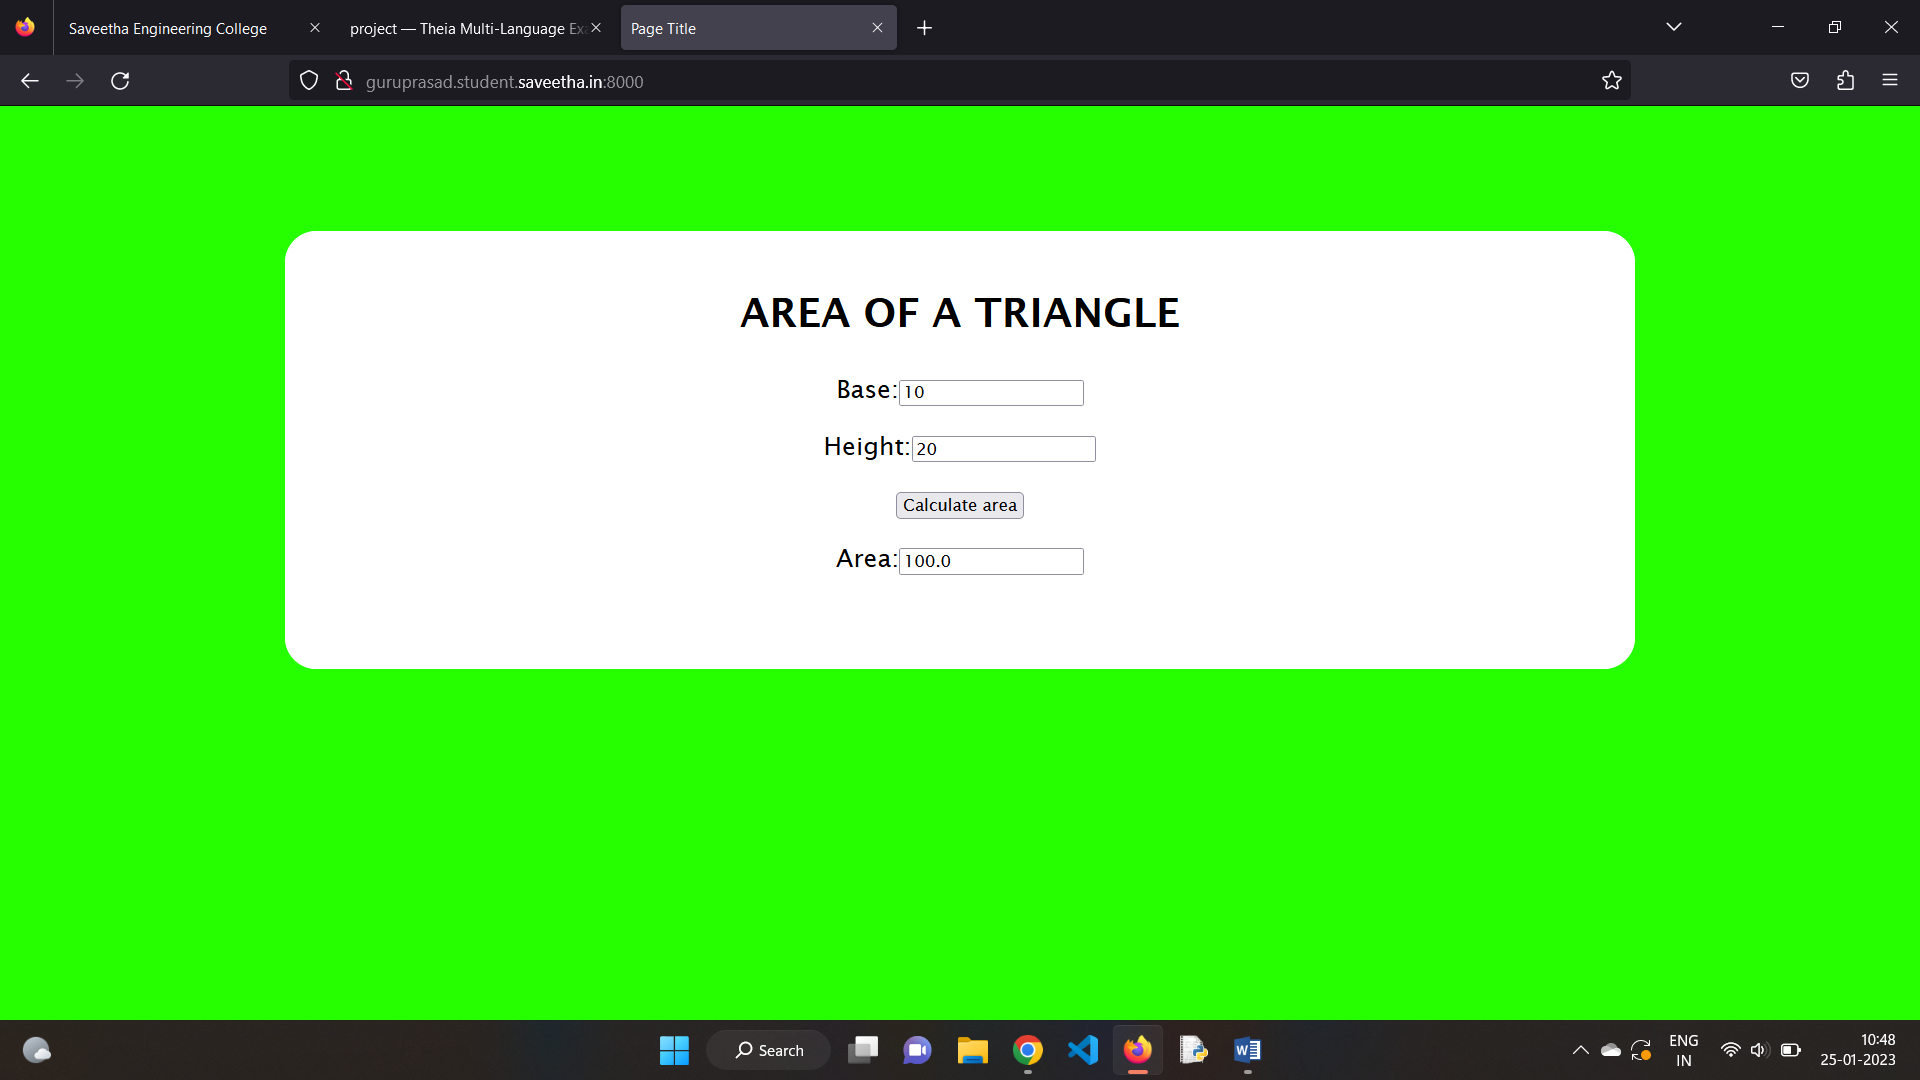 Saveetha Engineering College
project — Theia Multi-Language Ex
Page Title
guruprasad.student.saveetha.in:8000
AREA OF A TRIANGLE
Base: 10
Height: 20
Calculate area
Area: 100.0
Search
ENG
IN
10:48
25-01-2023